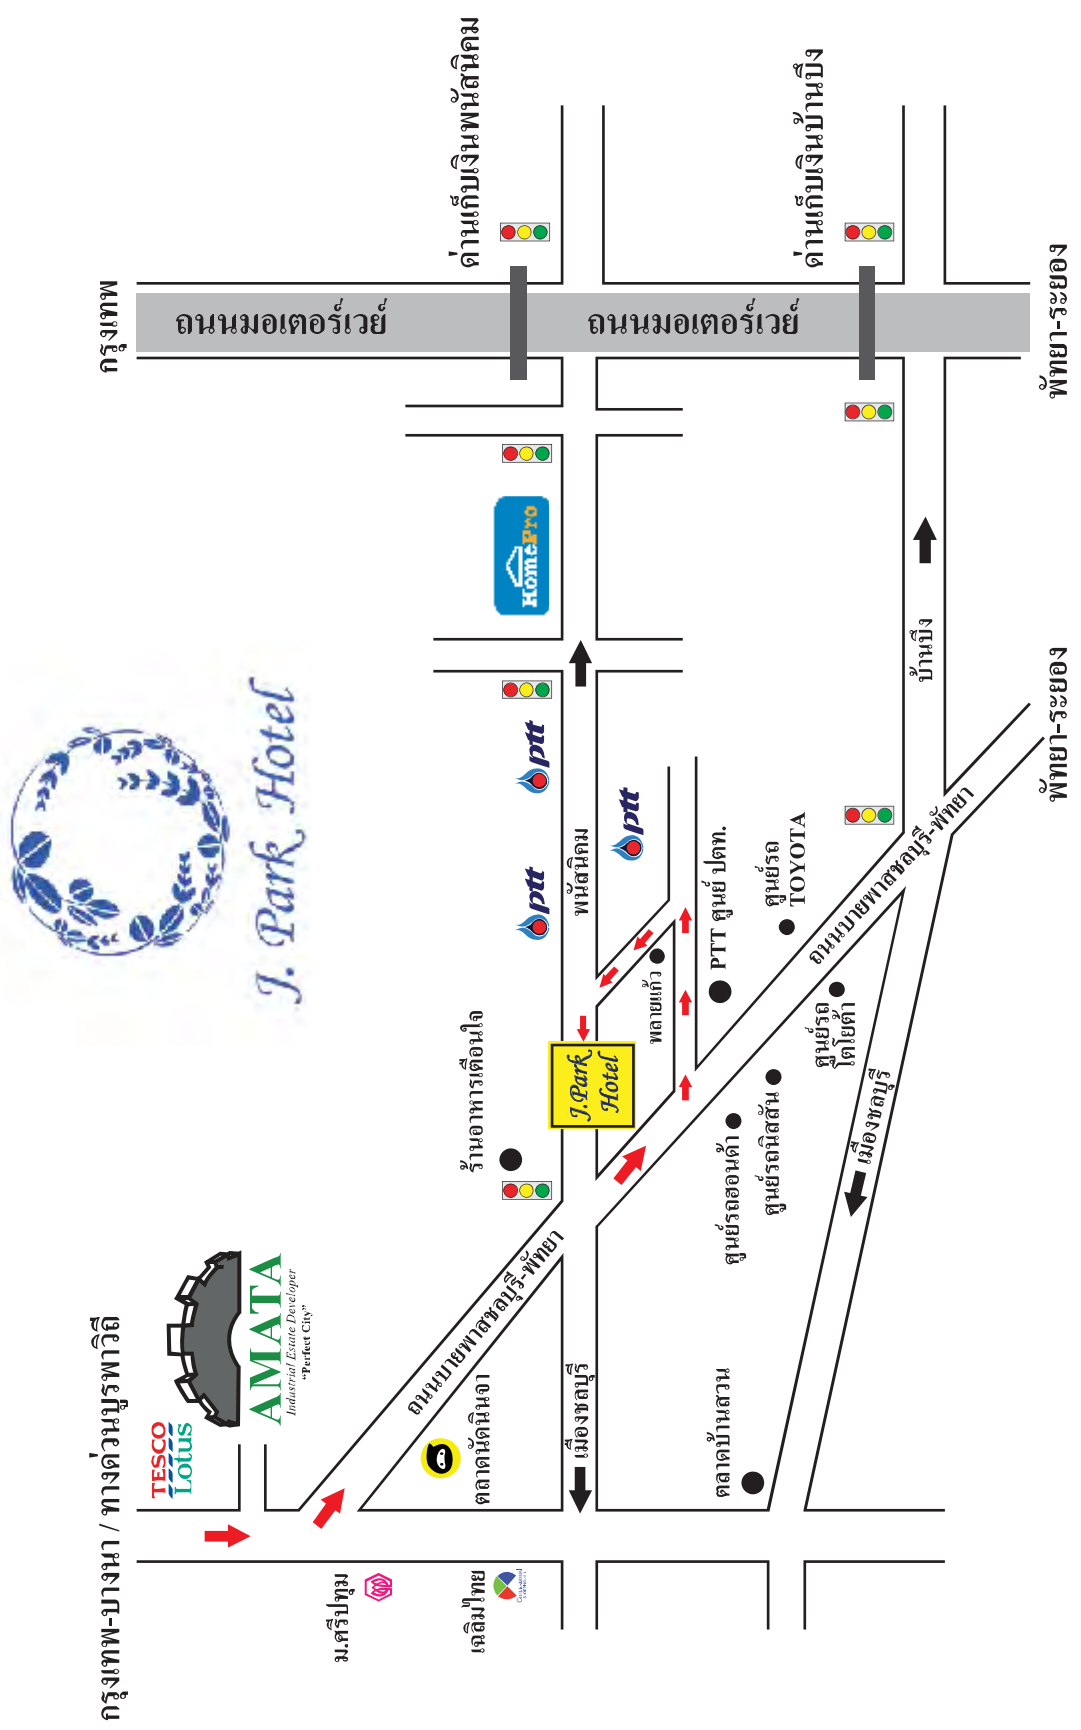 J. Park Hotel
กรุงเทพ
ถนนมอเตอร์เวย์
ถนนมอเตอร์เวย์
พัทยา-ระยอง
ด่านเก็บเงินพนัสนิคม
ด่านเก็บเงินบ้านบึง
HomePro
บ้านบึง
พัทยา-ระยอง
ptt
ptt
ptt
พนัสนิคม
PTT ศูนย์ ปตท.
ศูนย์รถ
TOYOTA
ถนนบายพาสชลบุรี-พัทยา
พลายแก้ว
J.Park
Hotel
ร้านอาหารเตือนใจ
ศูนย์รถ
โตโยต้า
ศูนย์รถฮอนด้า
ศูนย์รถนิสสัน
เมืองชลบุรี
AMATA
Industrial Estate Developer
"Perfect City"
TESCO
Lotus
ถนนบายพาสชลบุรี-พัทยา
ตลาดนัดนินจา
เมืองชลบุรี
ตลาดบ้านสวน
กรุงเทพ-บางนา / ทางด่วนบูรพาวิถี
ม.ศรีปทุม
เฉลิมไทย